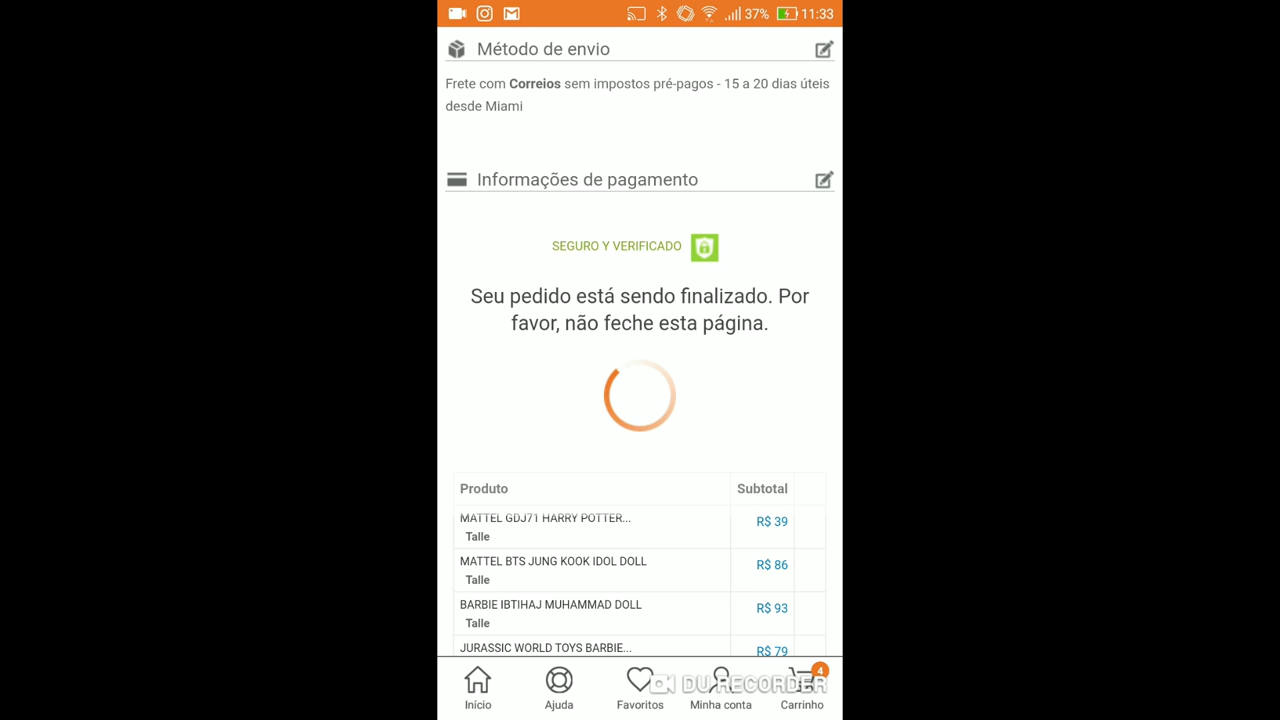 37% 11:33
Método de envio
Frete com Correios sem impostos pré-pagos - 15 a 20 dias úteis
desde Miami
Informações de pagamento
SEGURO Y VERIFICADO
Seu pedido está sendo finalizado. Por
favor, não feche esta página.
Produto Subtotal
MATTEL GDJ71 HARRY POTTER... R$ 39
Talle
MATTEL BTS JUNG KOOK IDOL DOLL R$ 86
Talle
BARBIE IBTIHAJ MUHAMMAD DOLL R$ 93
Talle
JURASSIC WORLD TOYS BARBIE... R$ 79
4
DU RECORDER
Início Ajuda Favoritos Minha conta Carrinho